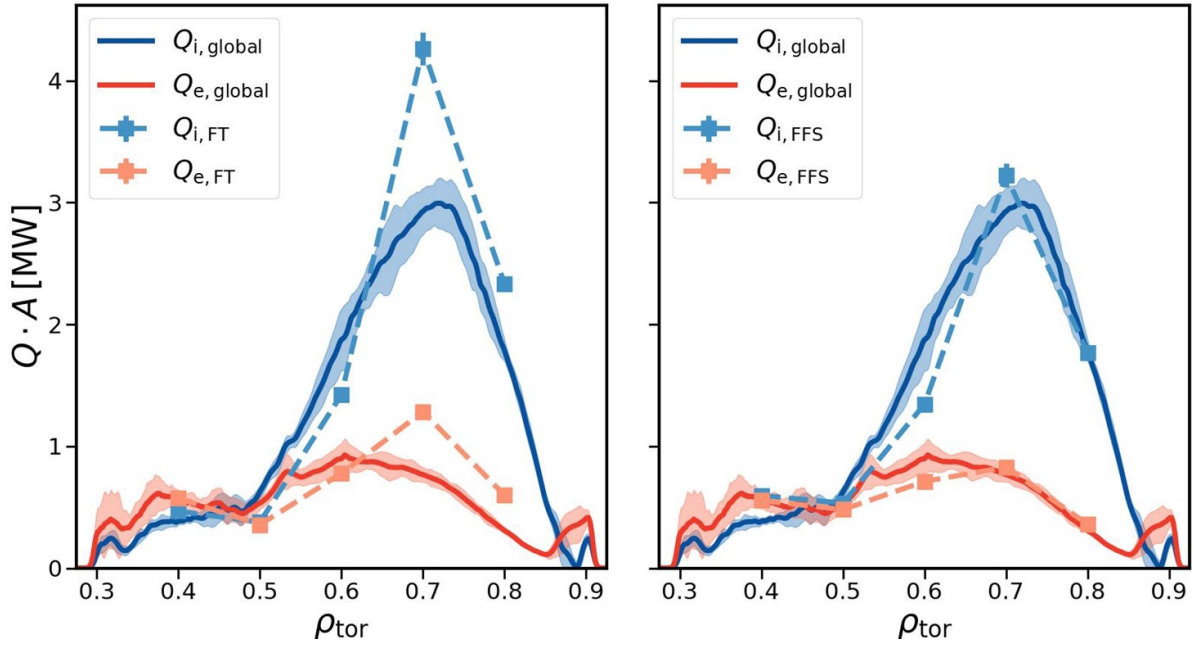 Q_i,global
Q_e,global
Q_i,FT
Q_e,FT
Q · A [MW]
4
3
2
1
0
0.3 0.4 0.5 0.6 0.7 0.8 0.9
ρ_tor
Q_i,global
Q_e,global
Q_i,FFS
Q_e,FFS
0.3 0.4 0.5 0.6 0.7 0.8 0.9
ρ_tor